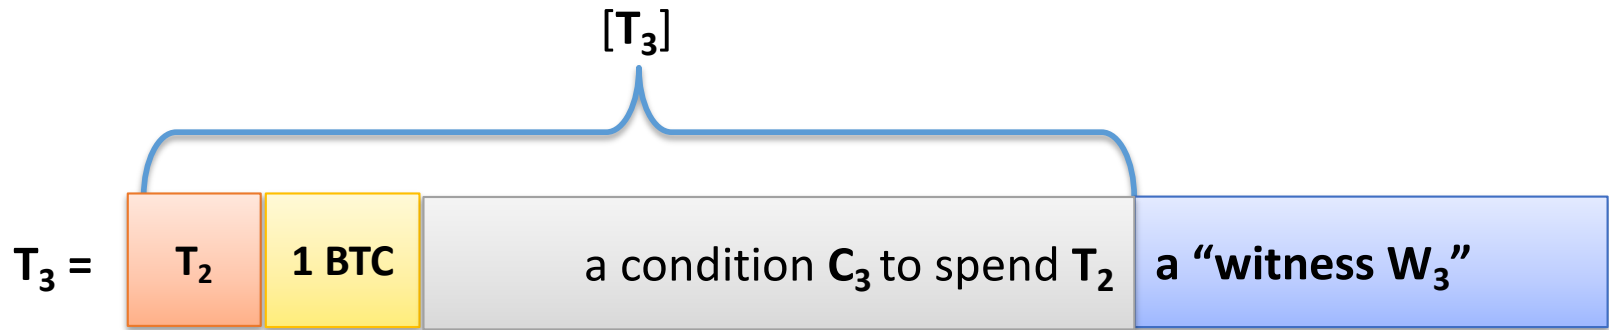 [T₃]
T₃ = T₂ 1 BTC a condition C₃ to spend T₂ a “witness W₃”